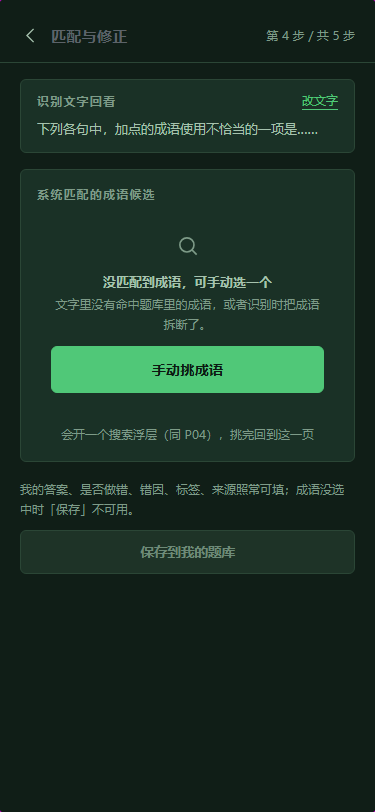 匹配与修正
第 4 步 / 共 5 步
识别文字回看
改文字
下列各句中，加点的成语使用不恰当的一项是……
系统匹配的成语候选
没匹配到成语，可手动选一个
文字里没有命中题库里的成语，或者识别时把成语
拆断了。
手动挑成语
会开一个搜索浮层（同 P04），挑完回到这一页
我的答案、是否做错、错因、标签、来源照常可填；成语没选
中时「保存」不可用。
保存到我的题库